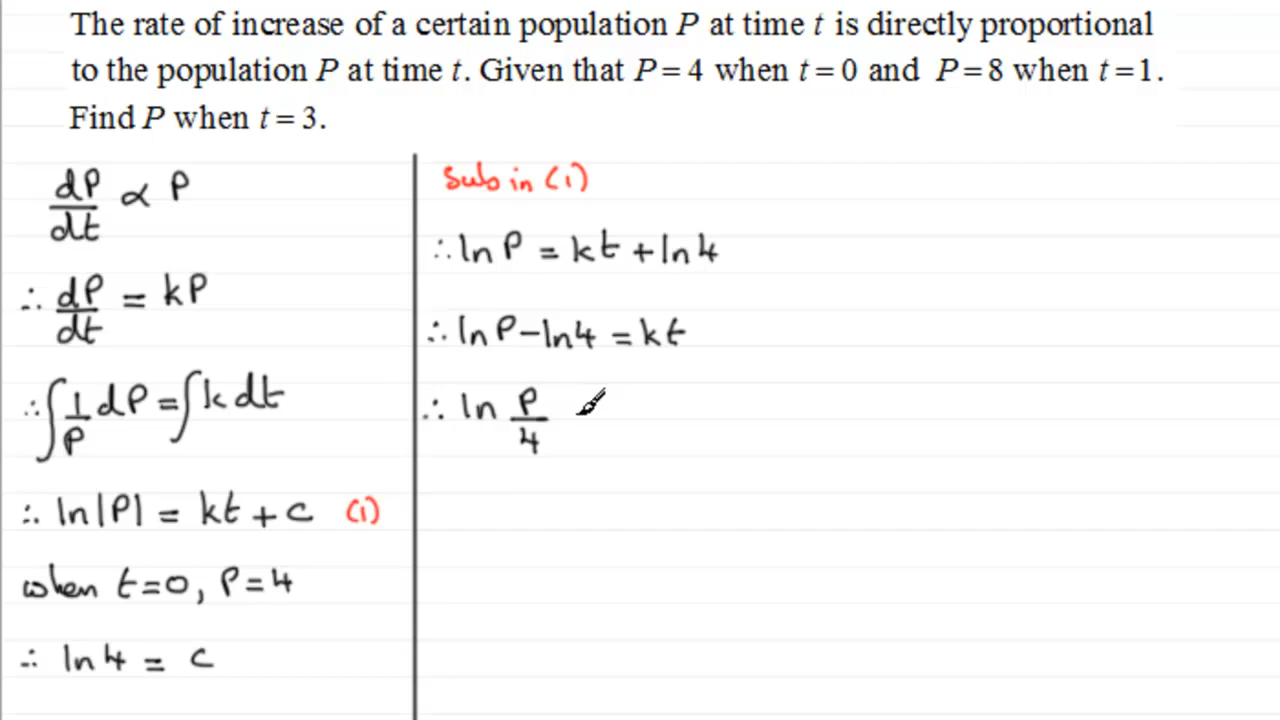 The rate of increase of a certain population P at time t is directly proportional
to the population P at time t. Given that P = 4 when t = 0 and P = 8 when t = 1.
Find P when t = 3.
dP/dt ∝ P
∴ dP/dt = kP
∴ ∫ 1/P dP = ∫ k dt
∴ ln|P| = kt + c (1)
when t=0, P=4
∴ ln4 = c
Sub in (1)
∴ ln P = kt + ln4
∴ ln P - ln4 = kt
∴ ln P/4